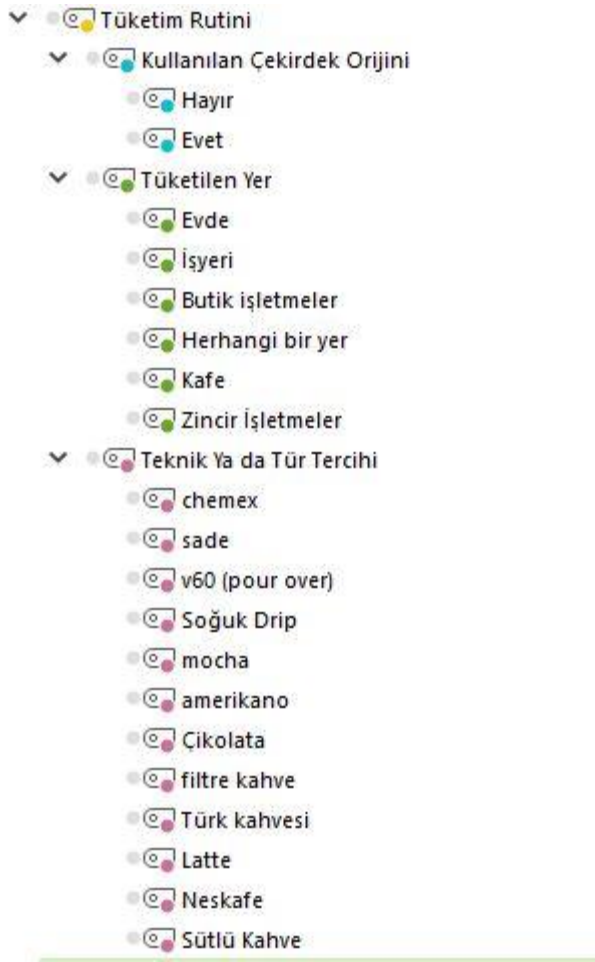 Tüketim Rutini
Kullanılan Çekirdek Orijini
Hayır
Evet
Tüketilen Yer
Evde
İşyeri
Butik işletmeler
Herhangi bir yer
Kafe
Zincir İşletmeler
Teknik Ya da Tür Tercihi
chemex
sade
v60 (pour over)
Soğuk Drip
mocha
amerikano
Çikolata
filtre kahve
Türk kahvesi
Latte
Neskafe
Sütlü Kahve